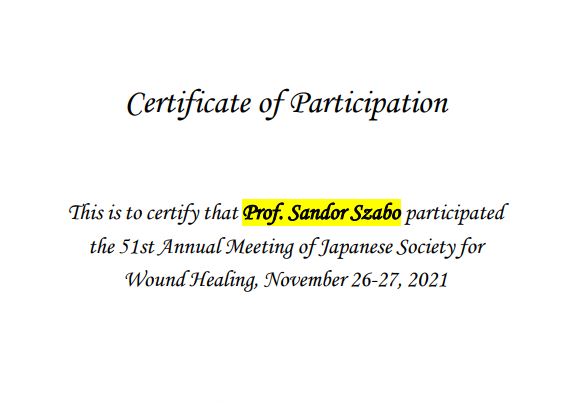 Certificate of Participation
This is to certify that Prof. Sandor Szabo participated
the 51st Annual Meeting of Japanese Society for
Wound Healing, November 26-27, 2021